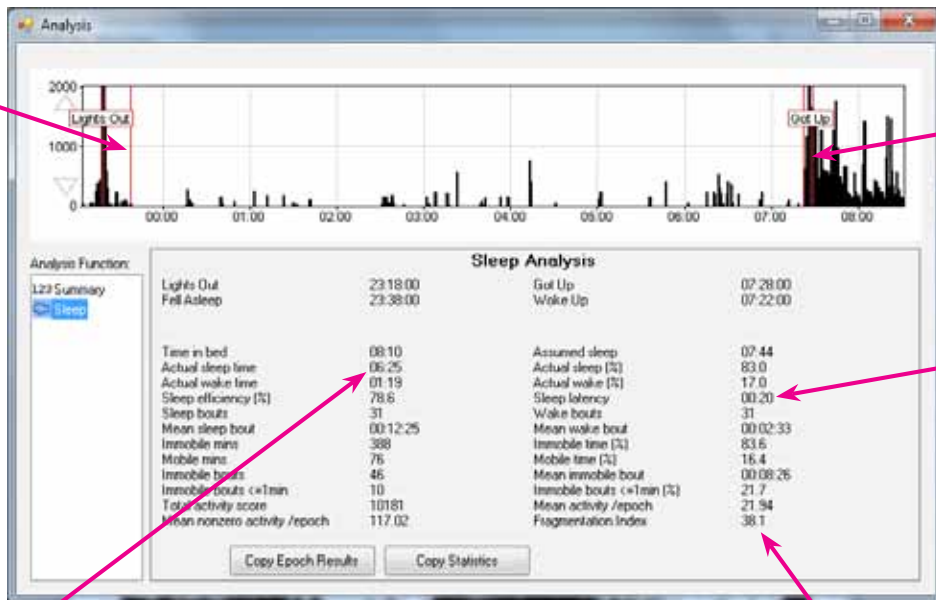 Analysis
2000
Lights Out
Got Up
1000
0
00:00 01:00 02:00 03:00 04:00 05:00 06:00 07:00 08:00
Analysis Function:
123 Summary
Sleep
Sleep Analysis
Lights Out 23:18:00 Got Up 07:28:00
Fell Asleep 23:38:00 Woke Up 07:22:00
Time in bed 08:10 Assumed sleep 07:44
Actual sleep time 06:25 Actual sleep (%) 83.0
Actual wake time 01:19 Actual wake (%) 17.0
Sleep efficiency (%) 78.6 Sleep latency 00:20
Sleep bouts 31 Wake bouts 31
Mean sleep bout 00:12:25 Mean wake bout 00:02:33
Immobile mins 388 Immobile time (%) 83.6
Mobile mins 76 Mobile time (%) 16.4
Immobile bouts 46 Mean immobile bout 00:08:26
Immobile bouts <=1min 10 Immobile bouts <=1min (%) 21.7
Total activity score 10181 Mean activity /epoch 21.94
Mean nonzero activity /epoch 117.02 Fragmentation Index 38.1
Copy Epoch Results Copy Statistics